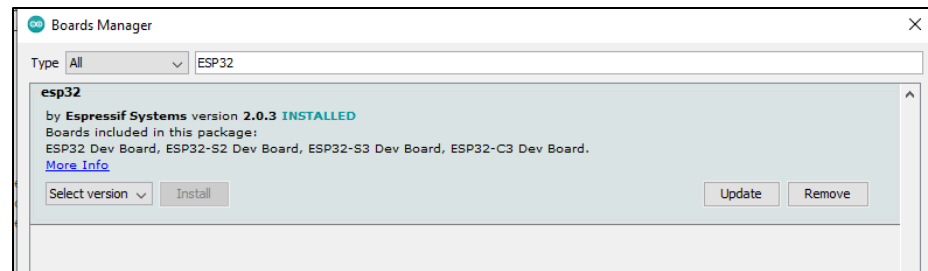 Boards Manager
Type All ESP32
esp32
by Espressif Systems version 2.0.3 INSTALLED
Boards included in this package:
ESP32 Dev Board, ESP32-S2 Dev Board, ESP32-S3 Dev Board, ESP32-C3 Dev Board.
More Info
Select version Install Update Remove